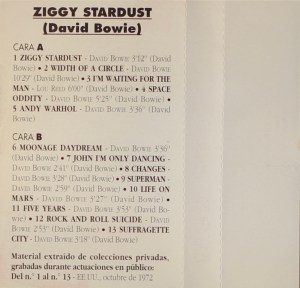 ZIGGY STARDUST
(David Bowie)
CARA A
1 ZIGGY STARDUST - DAVID BOWIE 3'12" (David
Bowie) • 2 WIDTH OF A CIRCLE - DAVID BOWIE
10'29" (David Bowie) • 3 I'M WAITING FOR THE
MAN - LOU REED 6'00" (David Bowie) • 4 SPACE
ODDITY - DAVID BOWIE 5'25" (David Bowie) •
5 ANDY WARHOL - DAVID BOWIE 3'36" (David
Bowie)
CARA B
6 MOONAGE DAYDREAM - DAVID BOWIE 3'36"
(David Bowie) • 7 JOHN I'M ONLY DANCING -
DAVID BOWIE 2'41" (David Bowie) • 8 CHANGES -
DAVID BOWIE 3'28" (David Bowie) • 9 SUPERMAN -
DAVID BOWIE 2'59" (David Bowie) • 10 LIFE ON
MARS - DAVID BOWIE 3'27" (David Bowie) •
11 FIVE YEARS - DAVID BOWIE 3'53" (David Bo-
wie) • 12 ROCK AND ROLL SUICIDE - DAVID
BOWIE 2'53" (David Bowie) • 13 SUFFRAGETTE
CITY - DAVID BOWIE 3'18" (David Bowie)
Material extraído de colecciones privadas,
grabadas durante actuaciones en público:
Del n.° 1 al n.° 13 - EE.UU., octubre de 1972